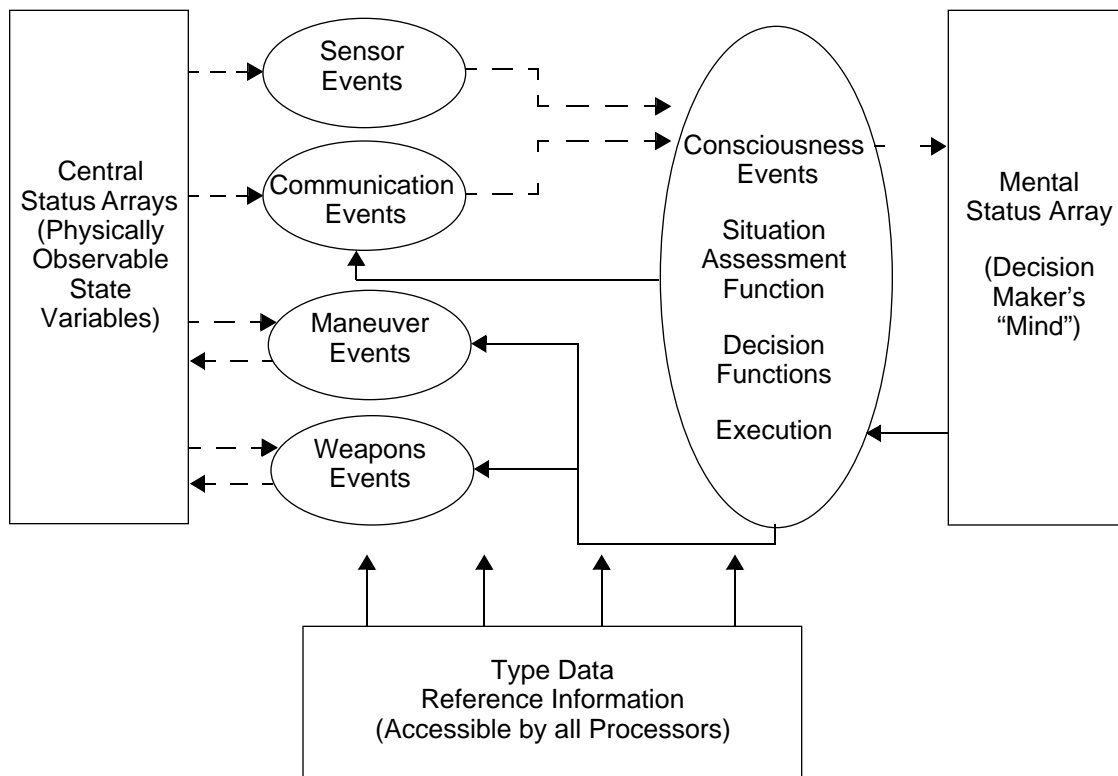 Central
Status Arrays
(Physically
Observable
State
Variables)
Sensor
Events
Communication
Events
Maneuver
Events
Weapons
Events
Consciousness
Events
Situation
Assessment
Function
Decision
Functions
Execution
Mental
Status Array
(Decision
Maker’s
“Mind”)
Type Data
Reference Information
(Accessible by all Processors)